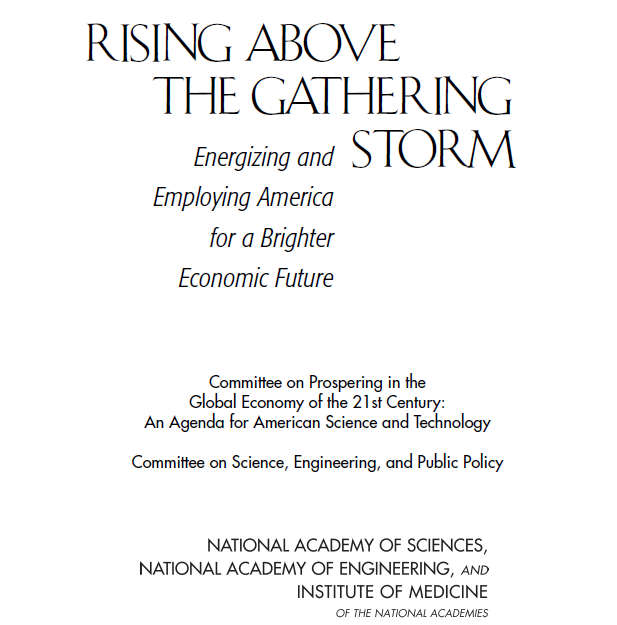 RISING ABOVE
THE GATHERING
STORM
Energizing and
Employing America
for a Brighter
Economic Future
Committee on Prospering in the
Global Economy of the 21st Century:
An Agenda for American Science and Technology
Committee on Science, Engineering, and Public Policy
NATIONAL ACADEMY OF SCIENCES,
NATIONAL ACADEMY OF ENGINEERING, AND
INSTITUTE OF MEDICINE
OF THE NATIONAL ACADEMIES